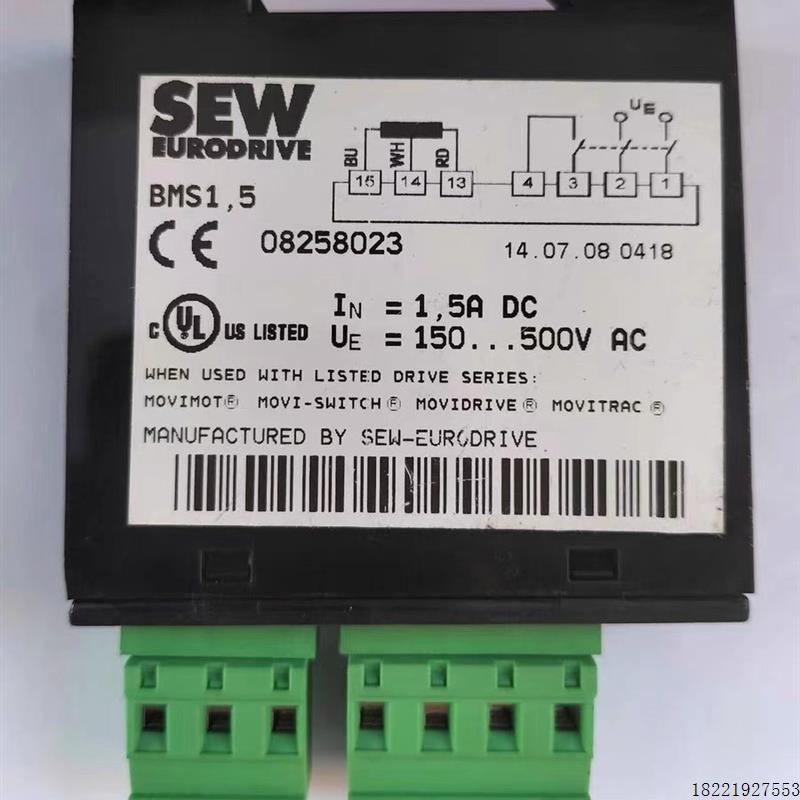 SEW
EURODRIVE
BMS1,5
BU WH RD UE
15 14 13 4 3 2 1
CE 08258023
14.07.08 0418
C UL US LISTED
IN = 1,5A DC
UE = 150...500V AC
WHEN USED WITH LISTED DRIVE SERIES:
MOVIMOT® MOVI-SWITCH® MOVIDRIVE® MOVITRAC®
MANUFACTURED BY SEW-EURODRIVE
18221927553